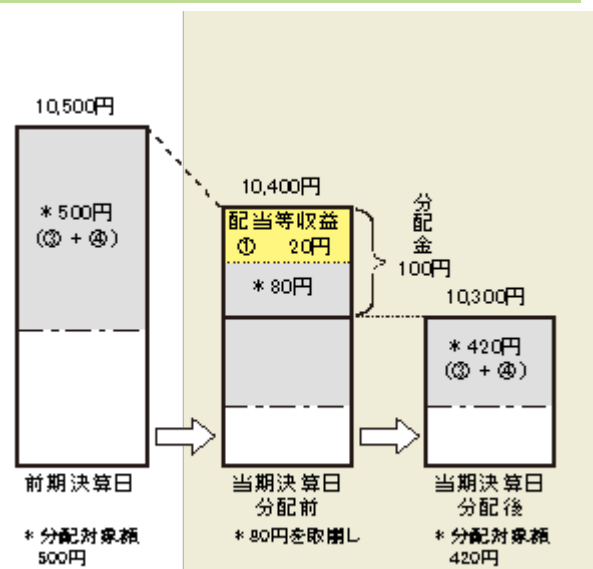 10,500円
＊500円
(③ + ④)
前期決算日
＊分配対象額
500円
10,400円
配当等収益
① 20円
＊80円
分配金
100円
当期決算日
分配前
＊80円を取崩し
10,300円
＊420円
(③ + ④)
当期決算日
分配後
＊分配対象額
420円